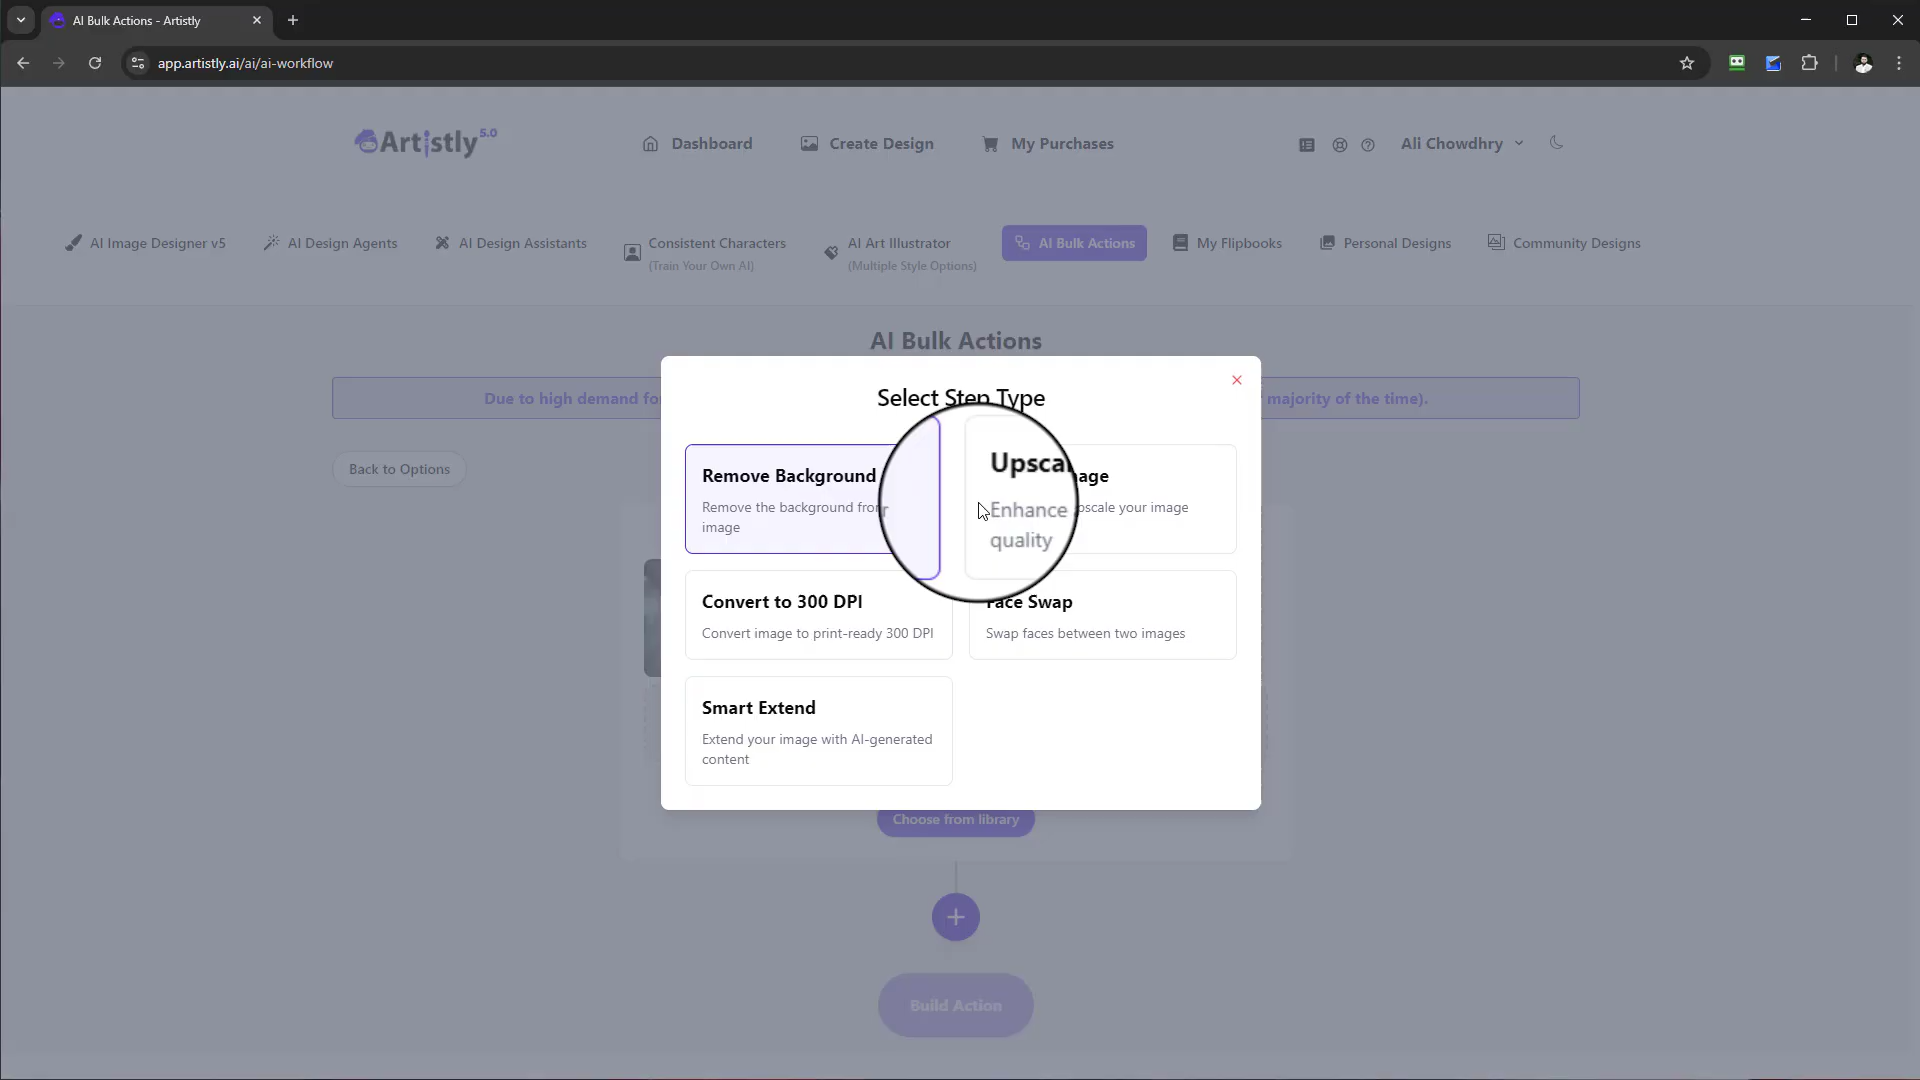 AI Bulk Actions - Artistly
app.artistly.ai/ai/ai-workflow
Artistly 5.0
Dashboard
Create Design
My Purchases
Ali Chowdhry
AI Image Designer v5
AI Design Agents
AI Design Assistants
Consistent Characters
(Train Your Own AI)
AI Art Illustrator
(Multiple Style Options)
AI Bulk Actions
My Flipbooks
Personal Designs
Community Designs
AI Bulk Actions
Due to high demand fo
majority of the time).
Back to Options
Select Step Type
Remove Background
Remove the background from
image
Upscal
mage
Enhance
pscale your image
quality
Convert to 300 DPI
Convert image to print-ready 300 DPI
Face Swap
Swap faces between two images
Smart Extend
Extend your image with AI-generated
content
Choose from library
Build Action